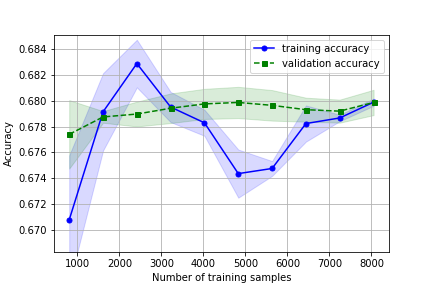 training accuracy
validation accuracy
Accuracy
0.684
0.682
0.680
0.678
0.676
0.674
0.672
0.670
1000 2000 3000 4000 5000 6000 7000 8000
Number of training samples